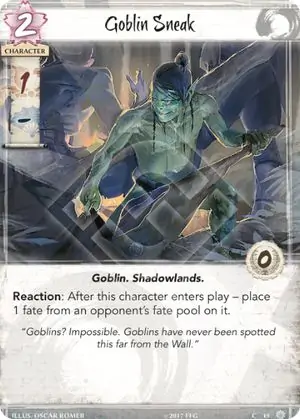 Goblin Sneak
2
CHARACTER
1
–
0
Goblin. Shadowlands.
Reaction: After this character enters play – place
1 fate from an opponent's fate pool on it.
"Goblins? Impossible. Goblins have never been spotted
this far from the Wall."
ILLUS: OSCAR RÖMER
©2017 FFG
C